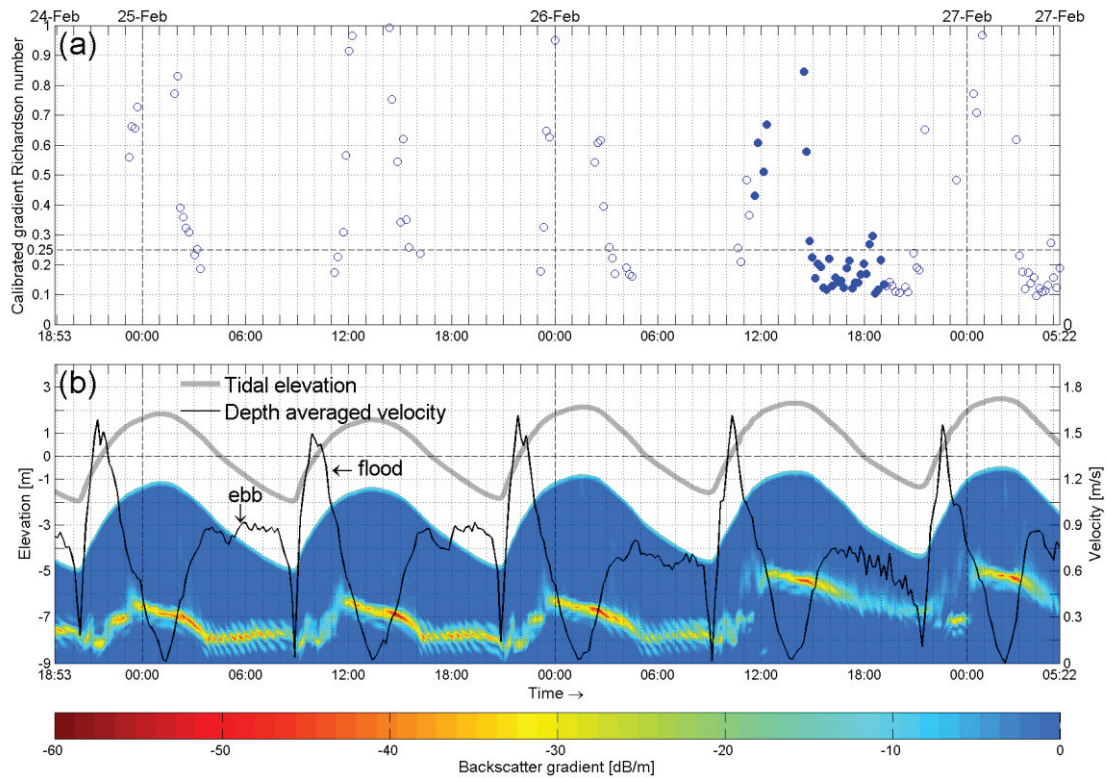 24-Feb 25-Feb 26-Feb 27-Feb 27-Feb
(a)
Calibrated gradient Richardson number
1
0.9
0.8
0.7
0.6
0.5
0.4
0.3
0.25
0.2
0.1
0 0
18:53 00:00 06:00 12:00 18:00 00:00 06:00 12:00 18:00 00:00 05:22
(b)
Tidal elevation
Depth averaged velocity
← flood
ebb
↓
Elevation [m]
3
1
0
-1
-3
-5
-7
-9
Velocity [m/s]
1.8
1.5
1.2
0.9
0.6
0.3
0
18:53 00:00 06:00 12:00 18:00 00:00 06:00 12:00 18:00 00:00 05:22
Time →
-60 -50 -40 -30 -20 -10 0
Backscatter gradient [dB/m]